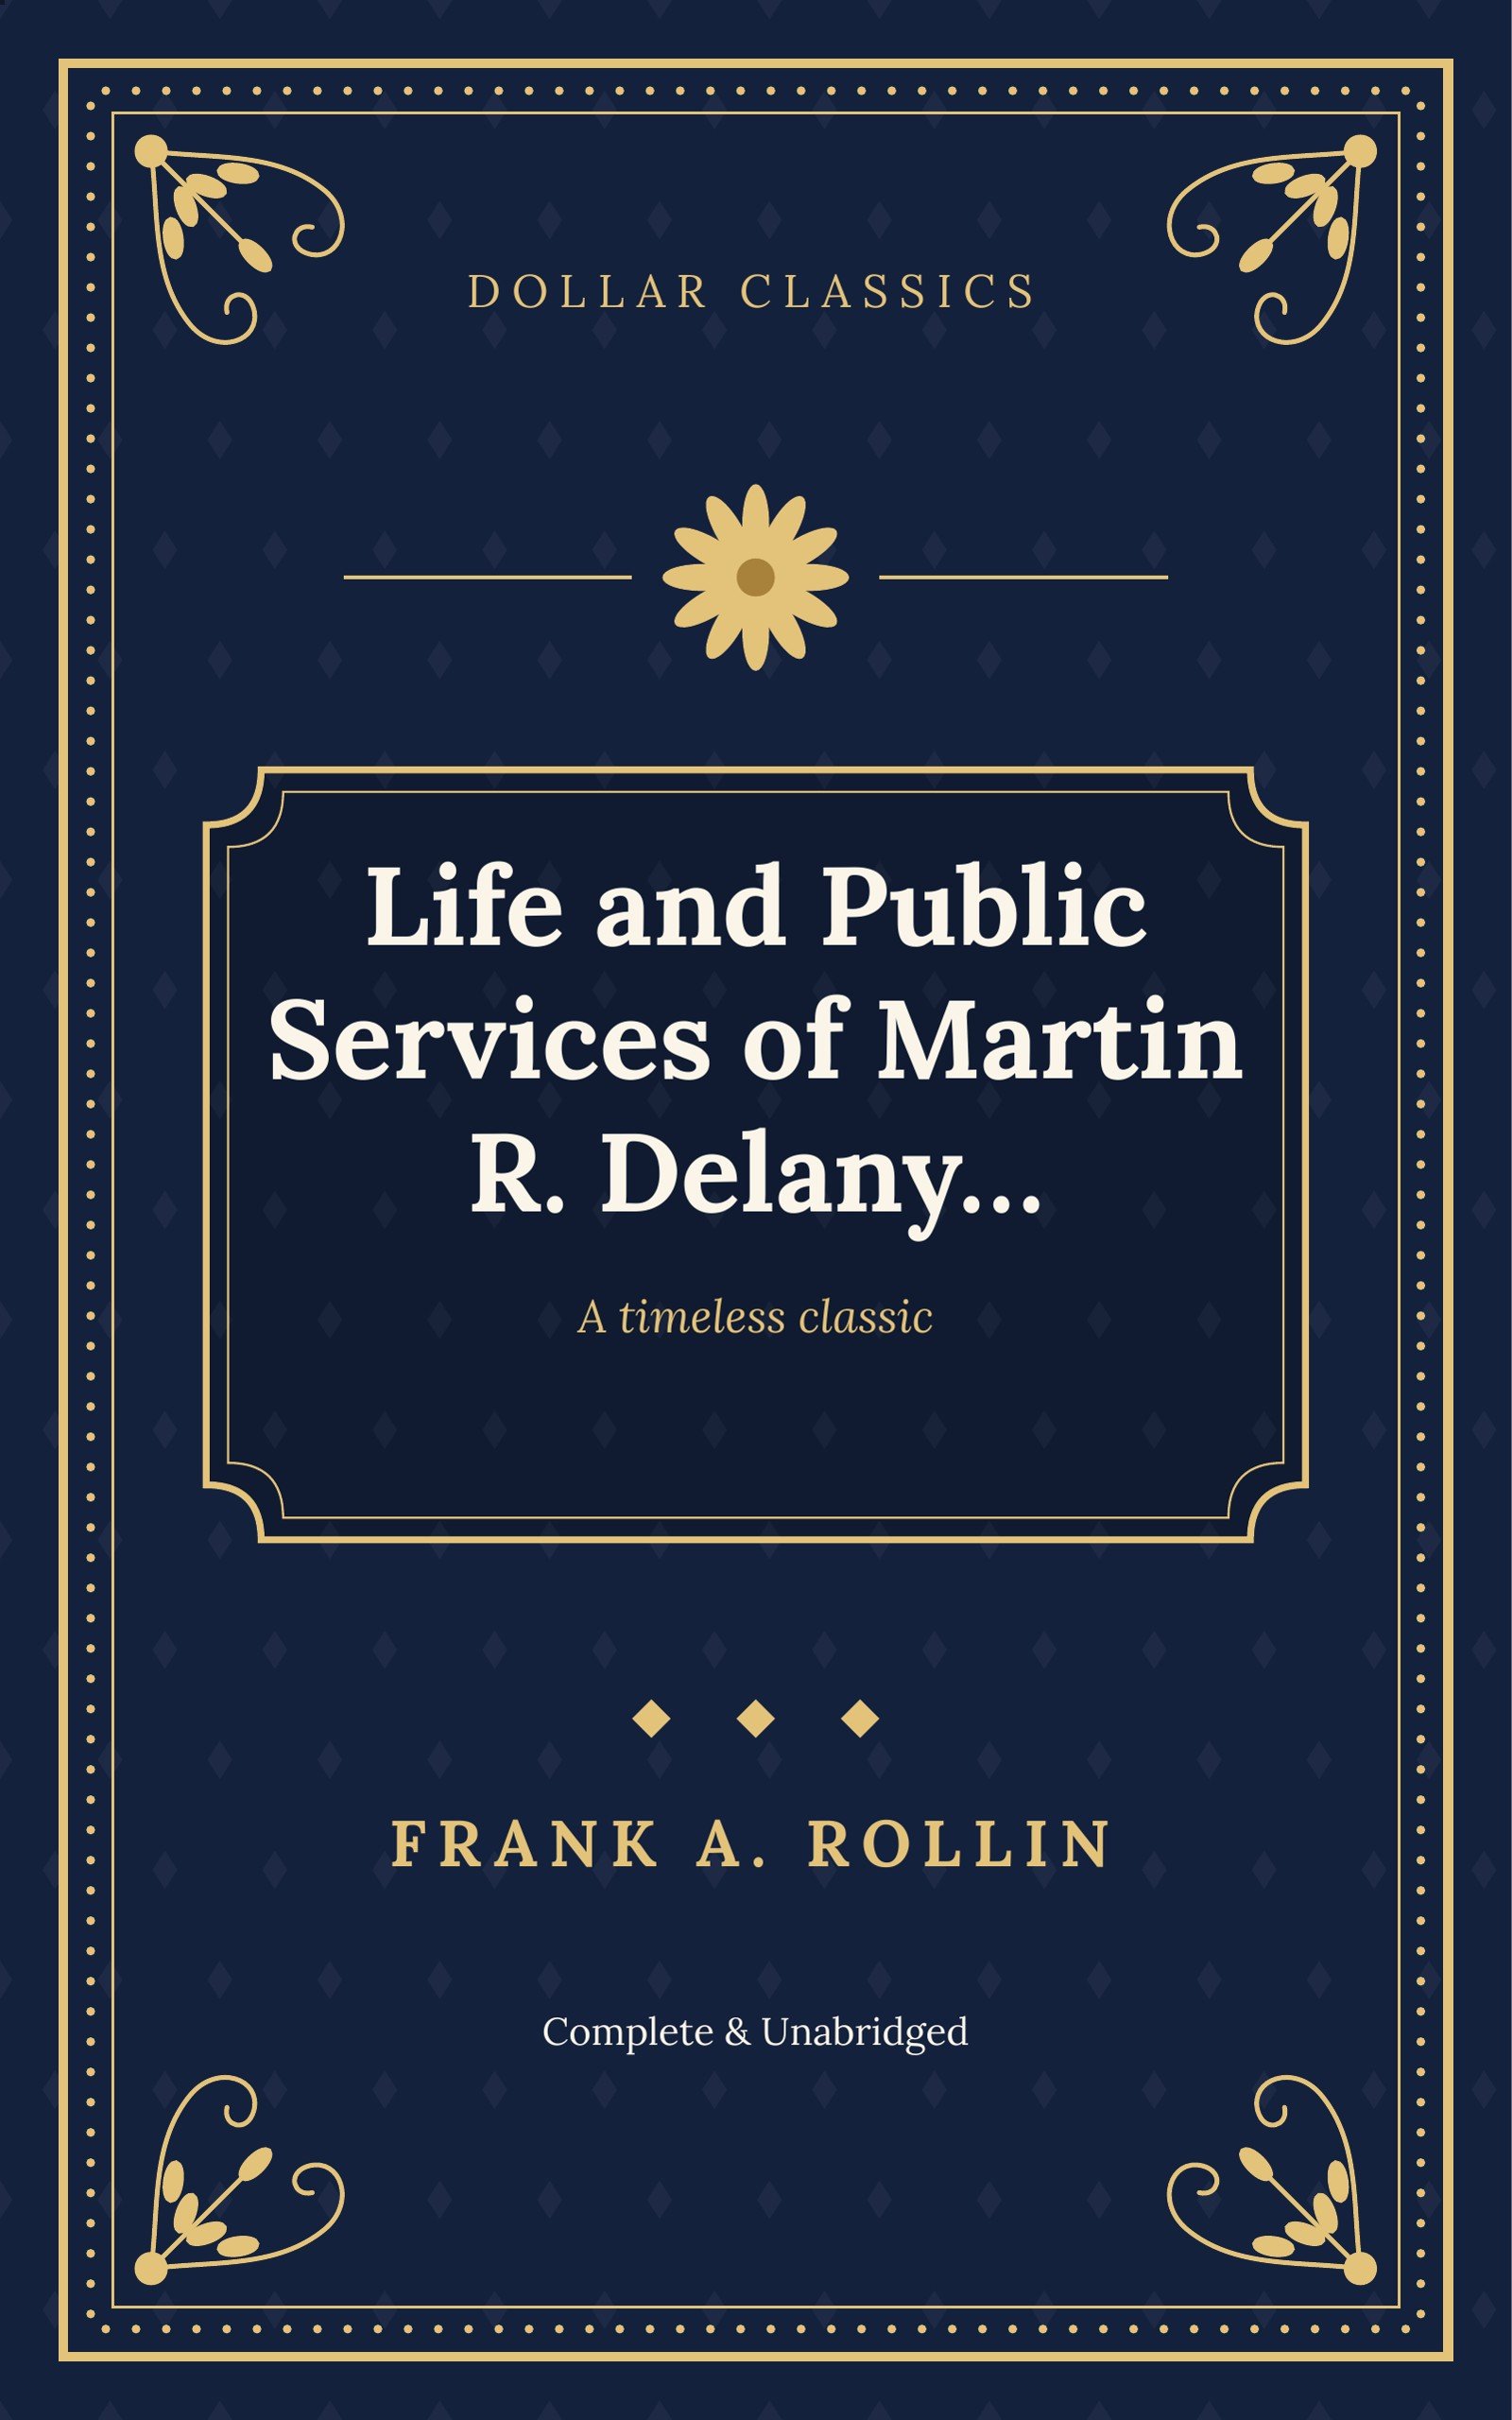 DOLLAR CLASSICS
Life and Public
Services of Martin
R. Delany...
A timeless classic
FRANK A. ROLLIN
Complete & Unabridged